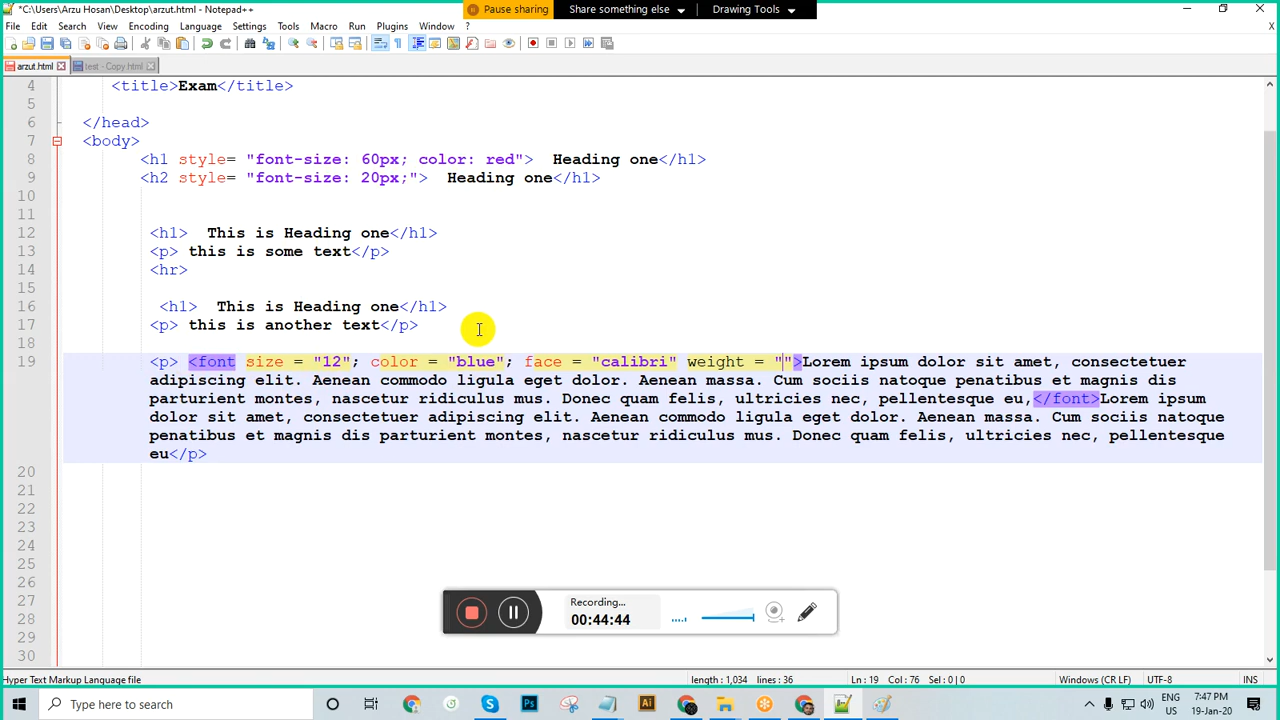 *C:\Users\Arzu Hosan\Desktop\arzut.html - Notepad++
Pause sharing
Share something else
Drawing Tools
File Edit Search View Encoding Language Settings Tools Macro Run Plugins Window ?
arzut.html
test - Copy.html
4 <title>Exam</title>
5
6 </head>
7 <body>
8 <h1 style= "font-size: 60px; color: red"> Heading one</h1>
9 <h2 style= "font-size: 20px;"> Heading one</h1>
10
11
12 <h1> This is Heading one</h1>
13 <p> this is some text</p>
14 <hr>
15
16 <h1> This is Heading one</h1>
17 <p> this is another text</p>
18
19 <p> <font size = "12"; color = "blue"; face = "calibri" weight = "">Lorem ipsum dolor sit amet, consectetuer
adipiscing elit. Aenean commodo ligula eget dolor. Aenean massa. Cum sociis natoque penatibus et magnis dis
parturient montes, nascetur ridiculus mus. Donec quam felis, ultricies nec, pellentesque eu,</font>Lorem ipsum
dolor sit amet, consectetuer adipiscing elit. Aenean commodo ligula eget dolor. Aenean massa. Cum sociis natoque
penatibus et magnis dis parturient montes, nascetur ridiculus mus. Donec quam felis, ultricies nec, pellentesque
eu</p>
20
21
22
23
24
25
26
27
28
29
30
Recording...
00:44:44
Hyper Text Markup Language file
length : 1,034 lines : 36
Ln : 19 Col : 76 Sel : 0 | 0
Windows (CR LF)
UTF-8
INS
Type here to search
ENG
US
7:47 PM
19-Jan-20